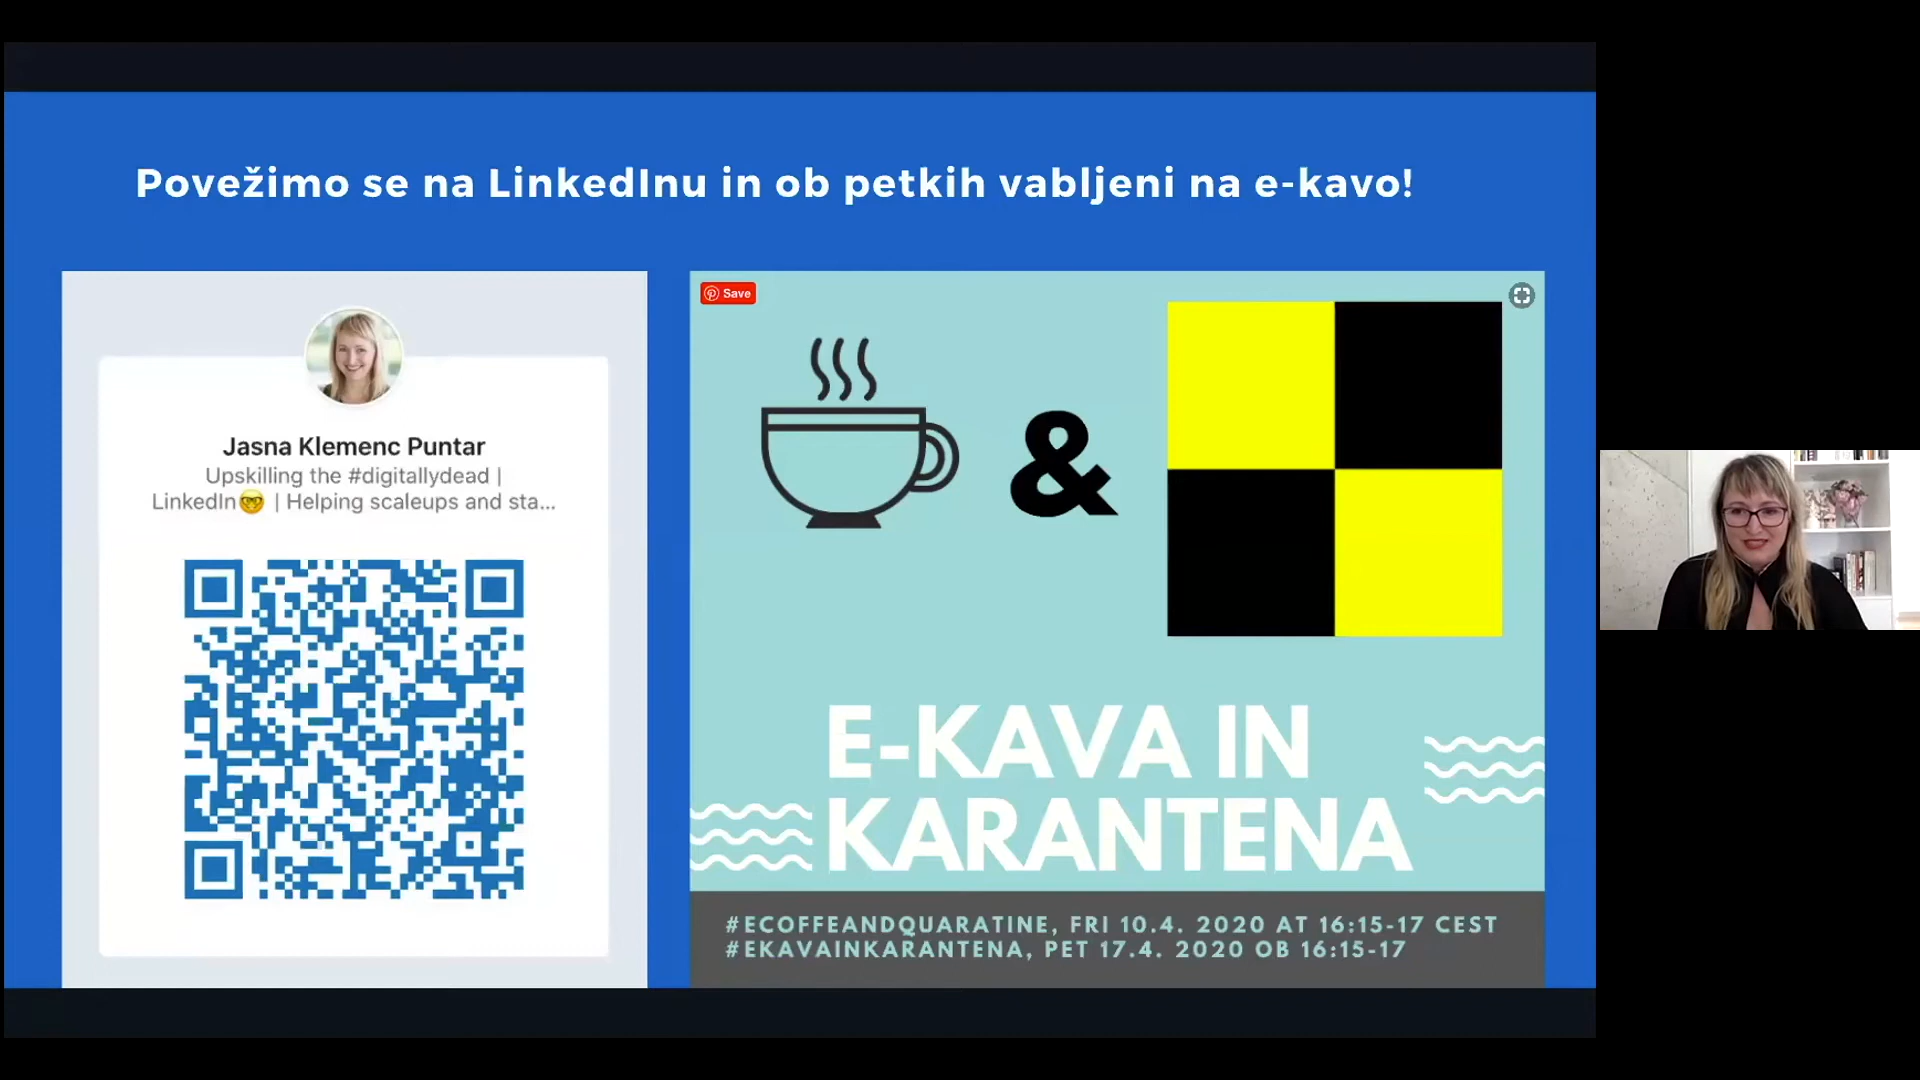 Povežimo se na LinkedInu in ob petkih vabljeni na e-kavo!
Jasna Klemenc Puntar
Upskilling the #digitallydead |
LinkedIn🤓 | Helping scaleups and sta...
Save
&
E-KAVA IN
KARANTENA
#ECOFFEANDQUARATINE, FRI 10.4. 2020 AT 16:15-17 CEST
#EKAVAINKARANTENA, PET 17.4. 2020 OB 16:15-17